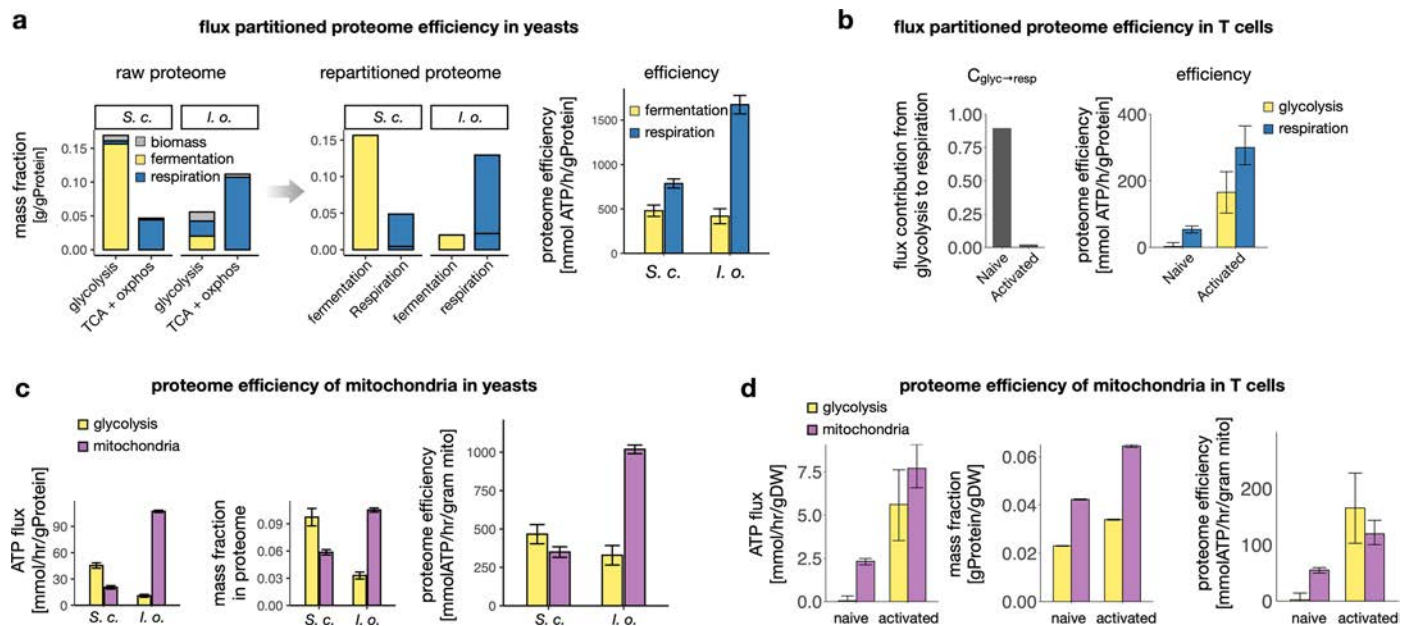 a
flux partitioned proteome efficiency in yeasts
raw proteome
repartitioned proteome
efficiency
mass fraction
[g/gProtein]
0.15
0.10
0.05
0.00
S. c.
I. o.
biomass
fermentation
respiration
glycolysis
TCA + oxphos
glycolysis
TCA + oxphos
0.15
0.10
0.05
0.00
S. c.
I. o.
fermentation
Respiration
fermentation
respiration
proteome efficiency
[mmol ATP/h/gProtein]
1500
1000
500
0
fermentation
respiration
S. c.
I. o.
b
flux partitioned proteome efficiency in T cells
Cglyc→resp
flux contribution from
glycolysis to respiration
1.00
0.75
0.50
0.25
0.00
Naive
Activated
efficiency
proteome efficiency
[mmol ATP/h/gProtein]
400
200
0
glycolysis
respiration
Naive
Activated
c
proteome efficiency of mitochondria in yeasts
glycolysis
mitochondria
ATP flux
[mmol/hr/gProtein]
90
60
30
0
S. c.
I. o.
mass fraction
in proteome
0.09
0.06
0.03
0.00
S. c.
I. o.
proteome efficiency
[mmolATP/hr/gram mito]
1000
750
500
250
0
S. c.
I. o.
d
proteome efficiency of mitochondria in T cells
glycolysis
mitochondria
ATP flux
[mmol/hr/gDW]
7.5
5.0
2.5
0.0
naive
activated
mass fraction
[gProtein/gDW]
0.06
0.04
0.02
0.00
naive
activated
proteome efficiency
[mmolATP/hr/gram mito]
200
100
0
naive
activated